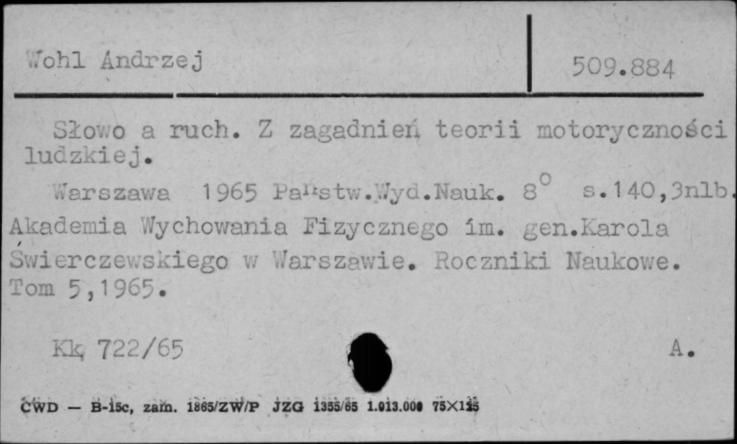 Wohl Andrzej
509.884
Słowo a ruch. Z zagadnień teorii motoryczności
ludzkiej.
Warszawa 1965 Państw.Wyd.Nauk. 8° s.140,3nlb.
Akademia Wychowania Fizycznego im. gen.Karola
Świerczewskiego w Warszawie. Roczniki Naukowe.
Tom 5,1965.
Kk 722/65
A.
CWD — B-15c, zam. 1865/ZW/P JZG 1355/65 1.013.000 75X125